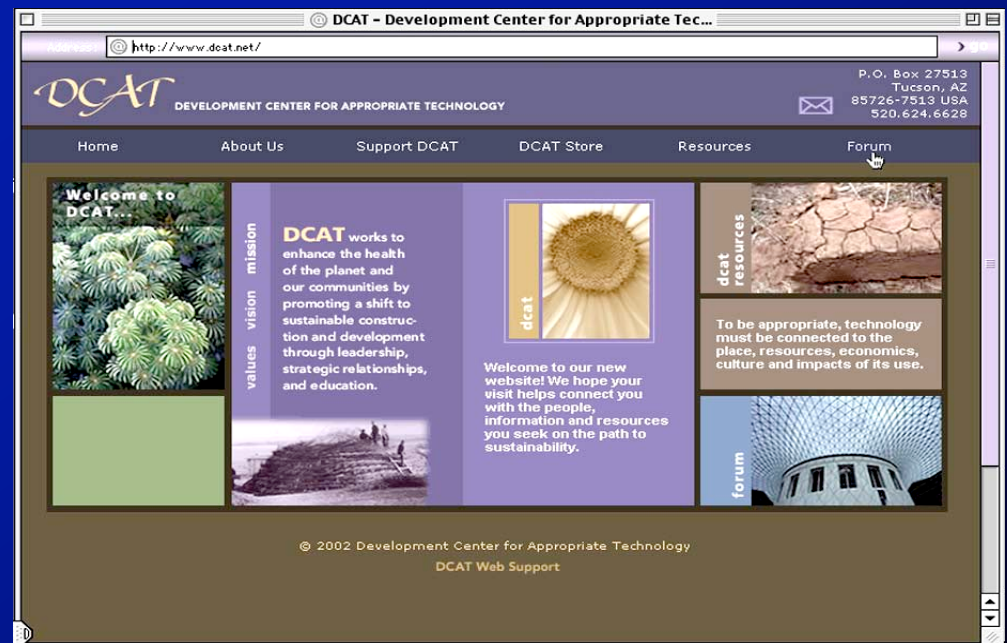 DCAT – Development Center for Appropriate Tec...
Address:
http://www.dcat.net/
go
DCAT
DEVELOPMENT CENTER FOR APPROPRIATE TECHNOLOGY
P.O. Box 27513
Tucson, AZ
85726-7513 USA
520.624.6628
Home About Us Support DCAT DCAT Store Resources Forum
Welcome to
DCAT...
values vision mission
DCAT works to
enhance the health
of the planet and
our communities by
promoting a shift to
sustainable construc-
tion and development
through leadership,
strategic relationships,
and education.
dcat
Welcome to our new
website! We hope your
visit helps connect you
with the people,
information and resources
you seek on the path to
sustainability.
dcat
resources
To be appropriate, technology
must be connected to the
place, resources, economics,
culture and impacts of its use.
forum
© 2002 Development Center for Appropriate Technology
DCAT Web Support